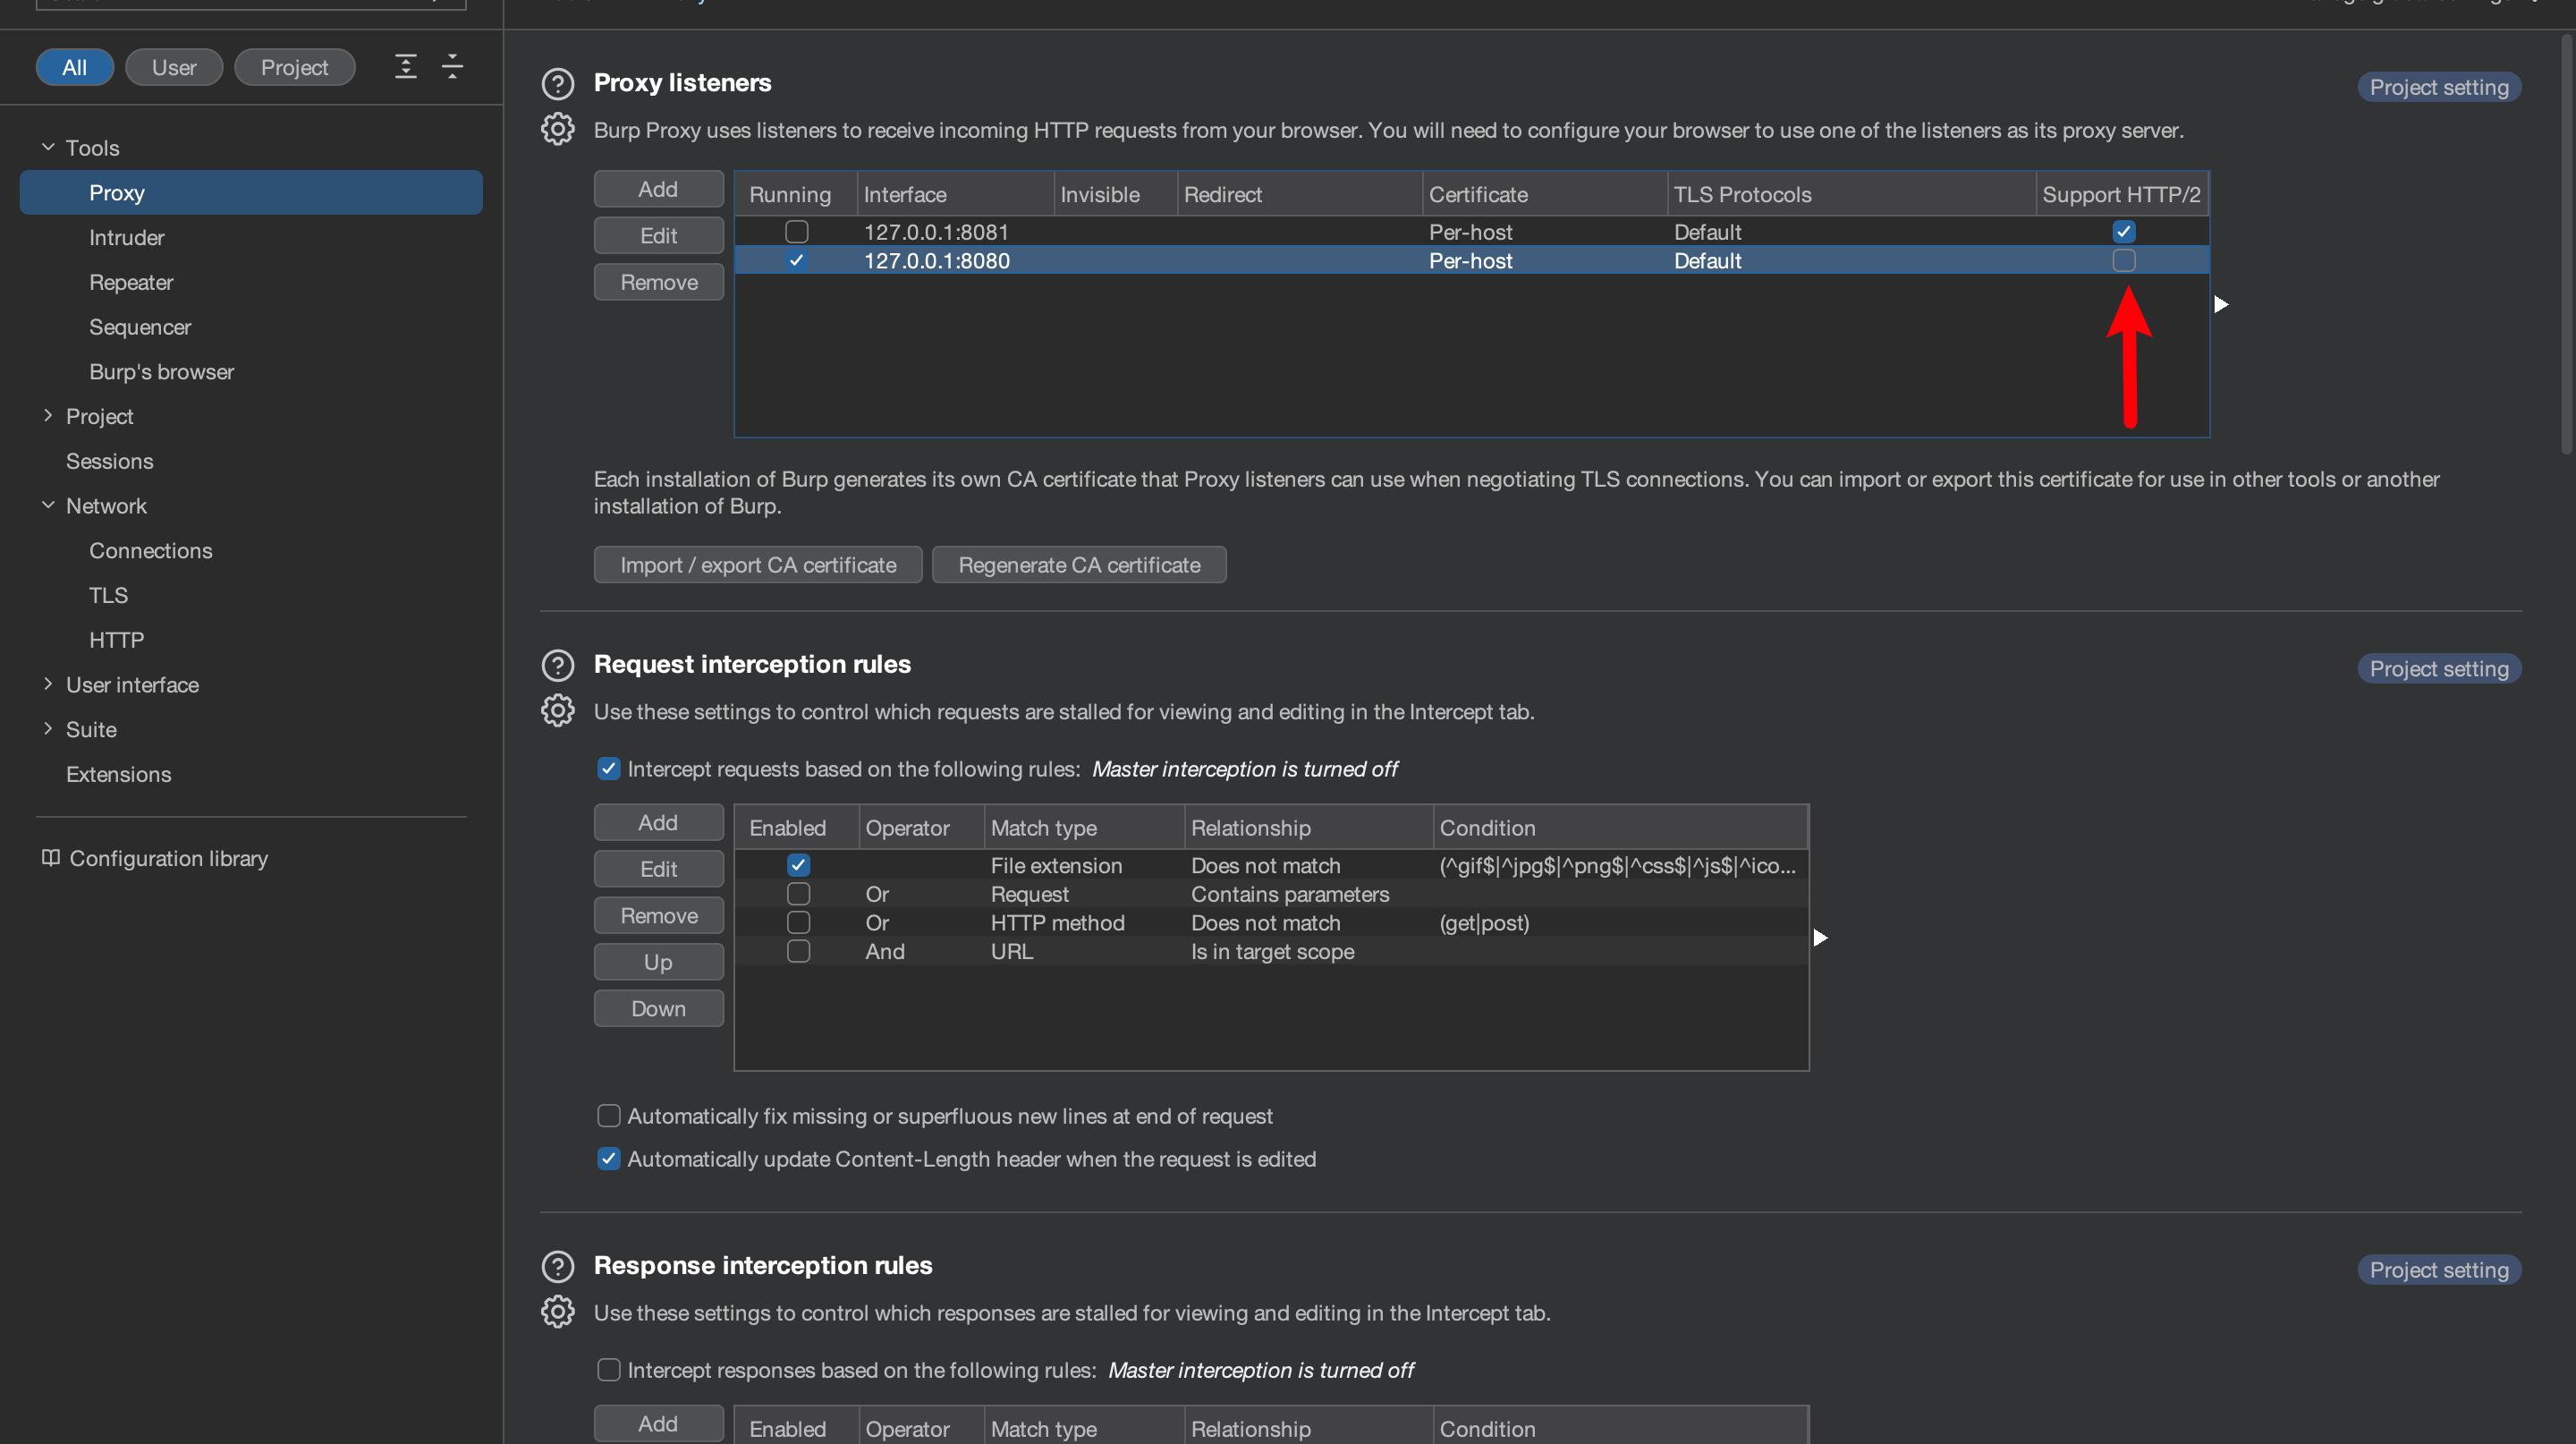 All
User
Project
Tools
Proxy
Intruder
Repeater
Sequencer
Burp's browser
Project
Sessions
Network
Connections
TLS
HTTP
User interface
Suite
Extensions
Configuration library
Proxy listeners
Project setting
Burp Proxy uses listeners to receive incoming HTTP requests from your browser. You will need to configure your browser to use one of the listeners as its proxy server.
Add
Edit
Remove
Running Interface Invisible Redirect Certificate TLS Protocols Support HTTP/2
127.0.0.1:8081 Per-host Default
127.0.0.1:8080 Per-host Default
Each installation of Burp generates its own CA certificate that Proxy listeners can use when negotiating TLS connections. You can import or export this certificate for use in other tools or another
installation of Burp.
Import / export CA certificate
Regenerate CA certificate
Request interception rules
Project setting
Use these settings to control which requests are stalled for viewing and editing in the Intercept tab.
Intercept requests based on the following rules: Master interception is turned off
Add
Edit
Remove
Up
Down
Enabled Operator Match type Relationship Condition
File extension Does not match (^gif$|^jpg$|^png$|^css$|^js$|^ico...
Or Request Contains parameters
Or HTTP method Does not match (get|post)
And URL Is in target scope
Automatically fix missing or superfluous new lines at end of request
Automatically update Content-Length header when the request is edited
Response interception rules
Project setting
Use these settings to control which responses are stalled for viewing and editing in the Intercept tab.
Intercept responses based on the following rules: Master interception is turned off
Add
Enabled Operator Match type Relationship Condition